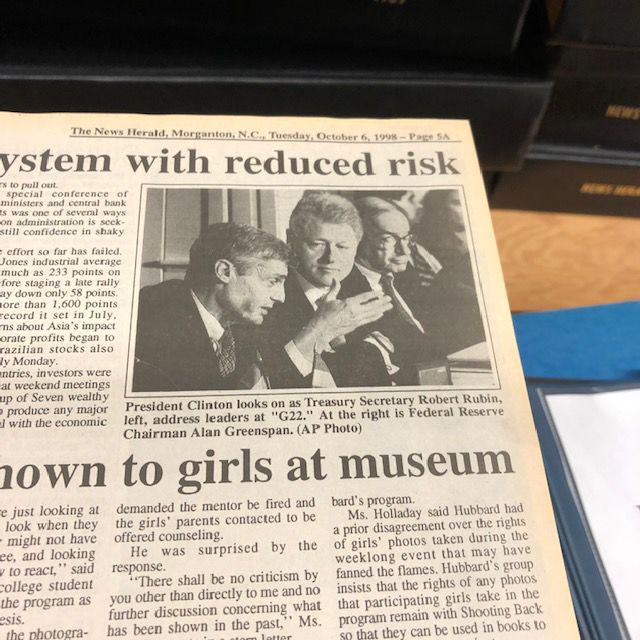 The News Herald, Morganton, N.C., Tuesday, October 6, 1998 – Page 5A
ystem with reduced risk
rs to pull out.
special conference of
ministers and central bank
ts was one of several ways
on administration is seek-
still confidence in shaky
effort so far has failed.
Jones industrial average
much as 233 points on
fore staging a late rally
ay down only 58 points.
more than 1,600 points
record it set in July,
rns about Asia's impact
orate profits began to
razilian stocks also
ly Monday.
ntries, investors were
at weekend meetings
up of Seven wealthy
o produce any major
l with the economic
President Clinton looks on as Treasury Secretary Robert Rubin,
left, address leaders at "G22." At the right is Federal Reserve
Chairman Alan Greenspan. (AP Photo)
hown to girls at museum
e just looking at
look when they
might not have
ee, and looking
y to react," said
college student
the program as
esis.
the photogra-
demanded the mentor be fired and
the girls' parents contacted to be
offered counseling.
He was surprised by the
response.
"There shall be no criticism by
you other than directly to me and no
further discussion concerning what
has been shown in the past," Ms.
stern letter
bard's program.
Ms. Holladay said Hubbard had
a prior disagreement over the rights
of girls' photos taken during the
weeklong event that may have
fanned the flames. Hubbard's group
insists that the rights of any photos
that participating girls take in the
program remain with Shooting Back
so that they can be used in books to
NEWS
NEWS HER